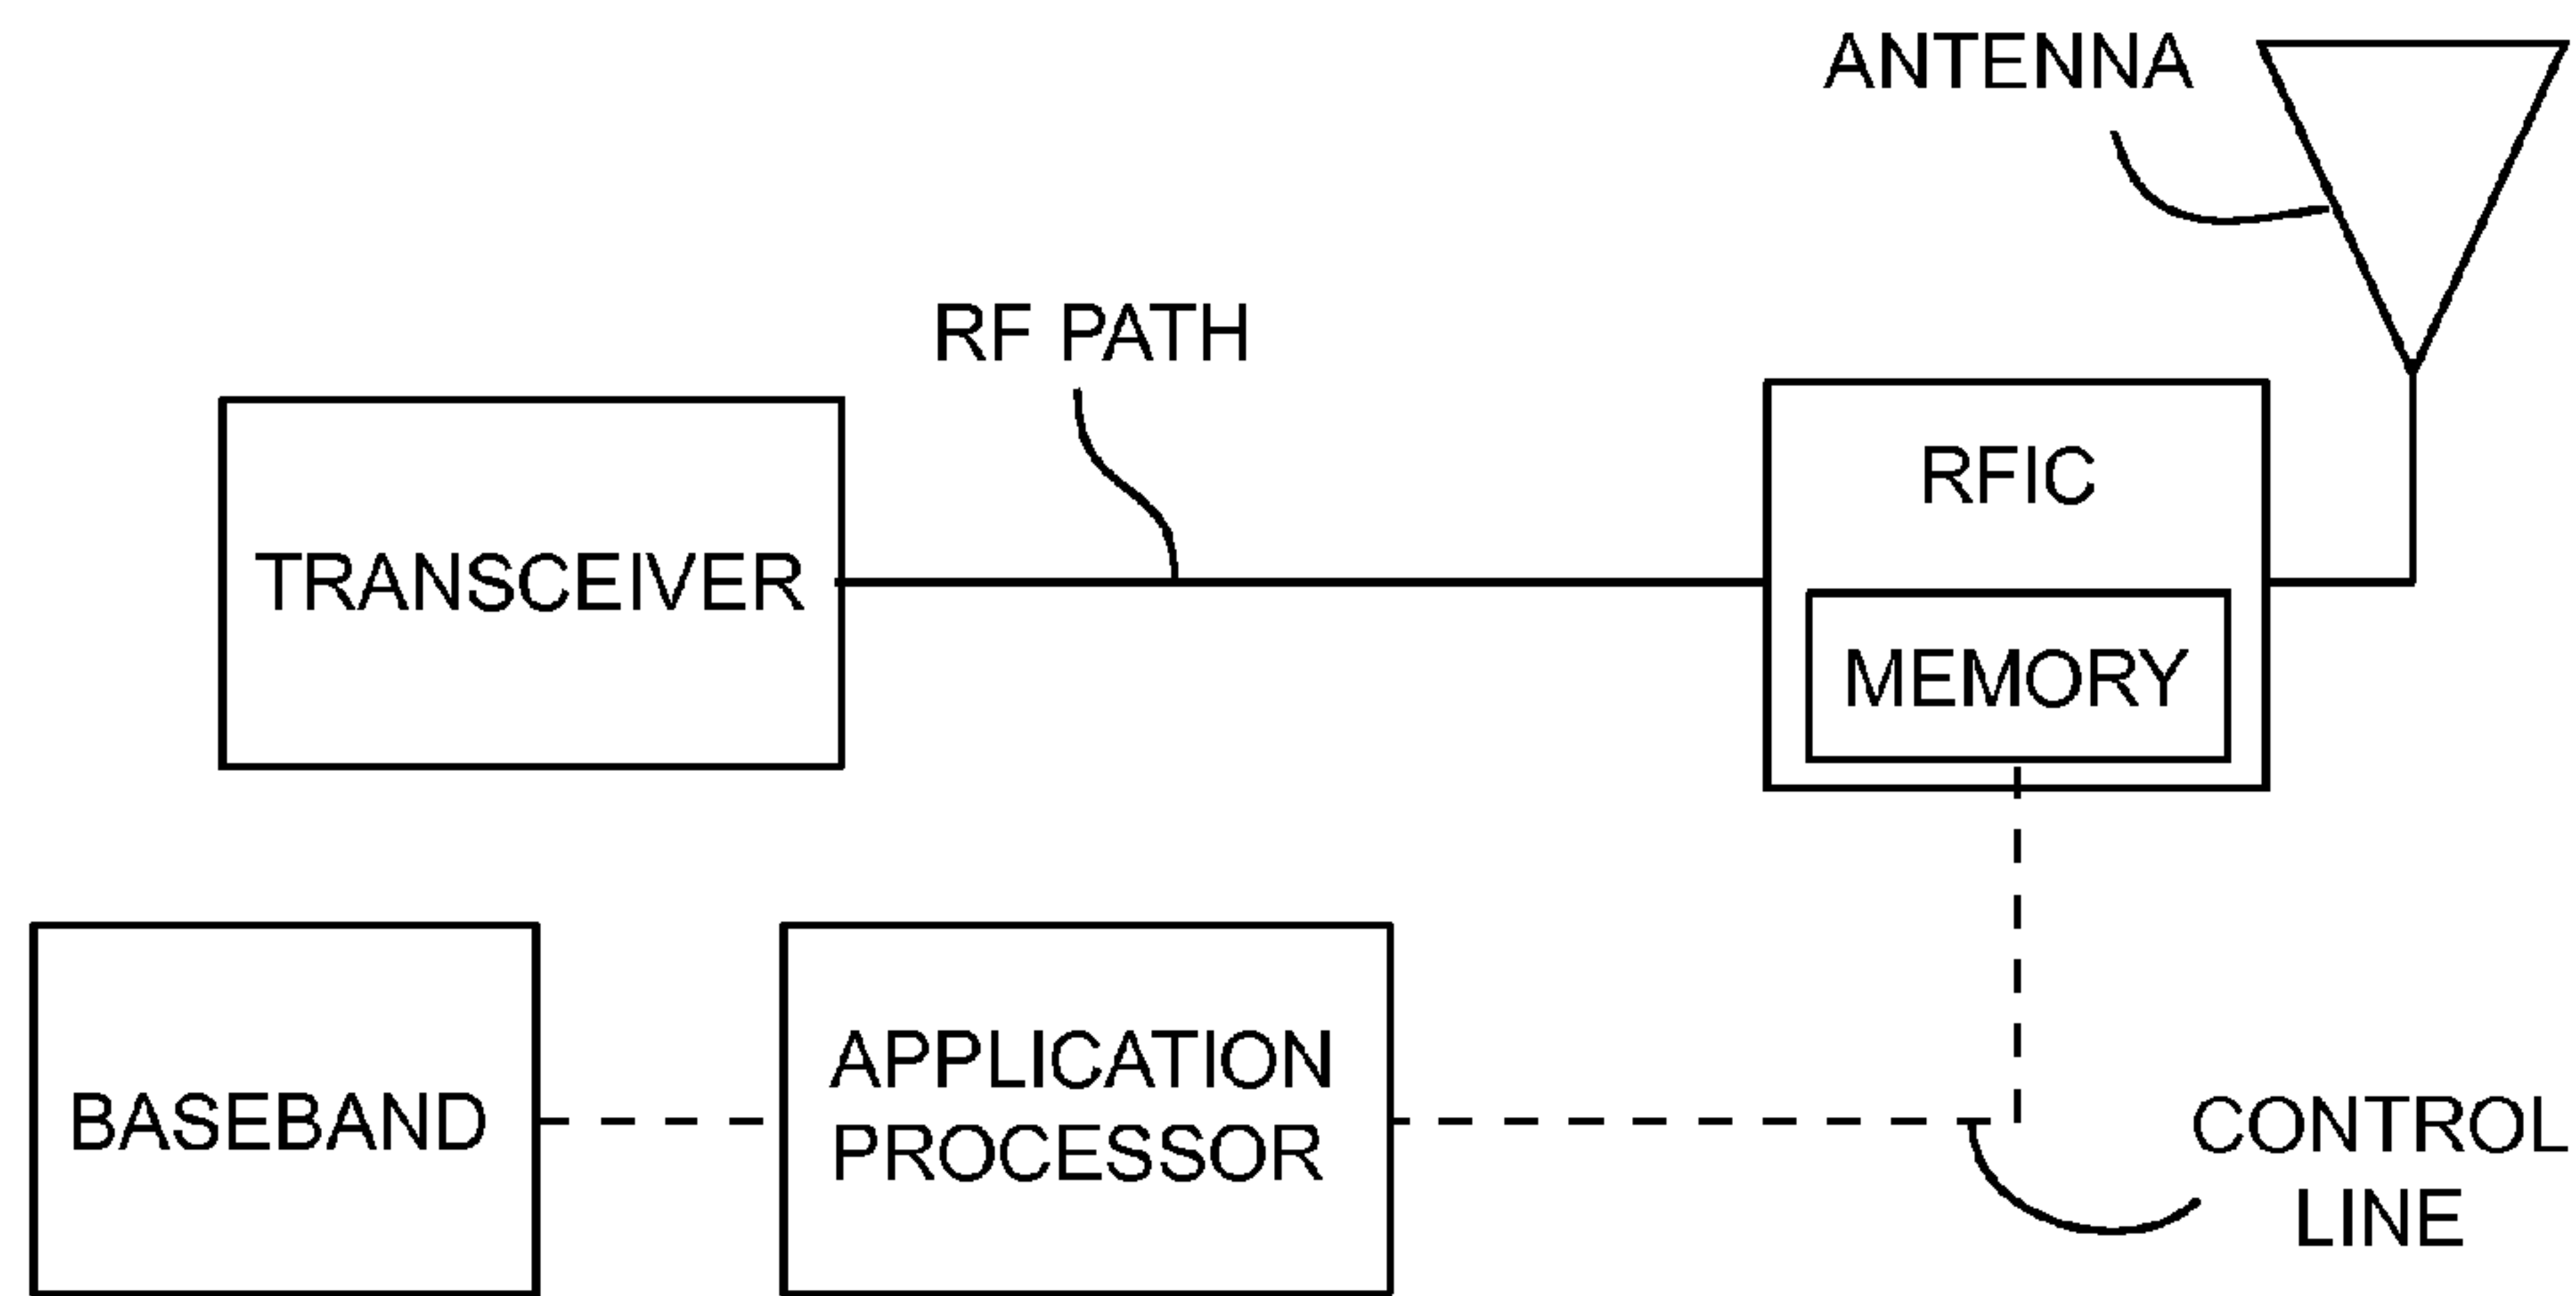 ANTENNA
RF PATH
RFIC
TRANSCEIVER
MEMORY
APPLICATION
BASEBAND
PROCESSOR
CONTROL
LINE